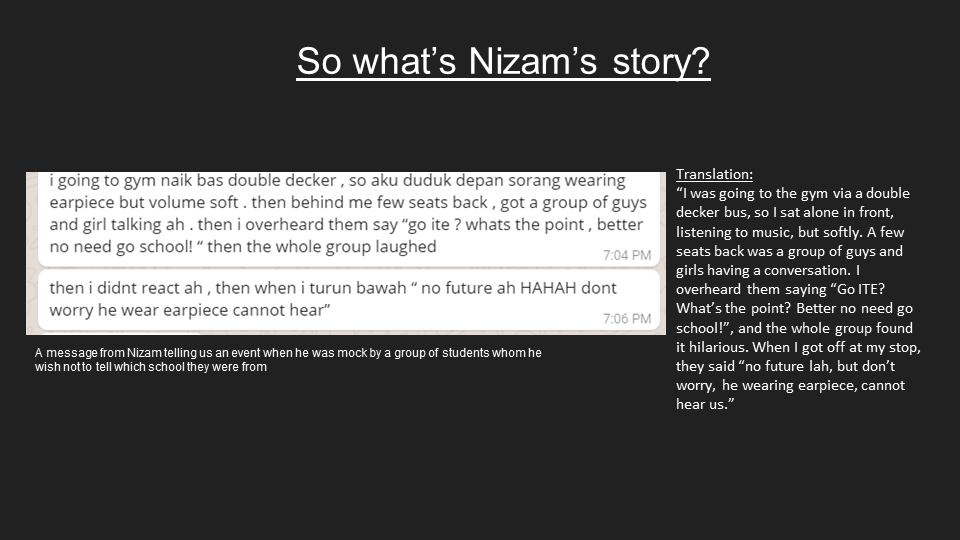 So what’s Nizam’s story?
i going to gym naik bas double decker , so aku duduk depan sorang wearing
earpiece but volume soft . then behind me few seats back , got a group of guys
and girl talking ah . then i overheard them say “go ite ? whats the point , better
no need go school! “ then the whole group laughed
7:04 PM
then i didnt react ah , then when i turun bawah “ no future ah HAHAH dont
worry he wear earpiece cannot hear”
7:06 PM
A message from Nizam telling us an event when he was mock by a group of students whom he
wish not to tell which school they were from
Translation:
“I was going to the gym via a double
decker bus, so I sat alone in front,
listening to music, but softly. A few
seats back was a group of guys and
girls having a conversation. I
overheard them saying “Go ITE?
What’s the point? Better no need go
school!”, and the whole group found
it hilarious. When I got off at my stop,
they said “no future lah, but don’t
worry, he wearing earpiece, cannot
hear us.”